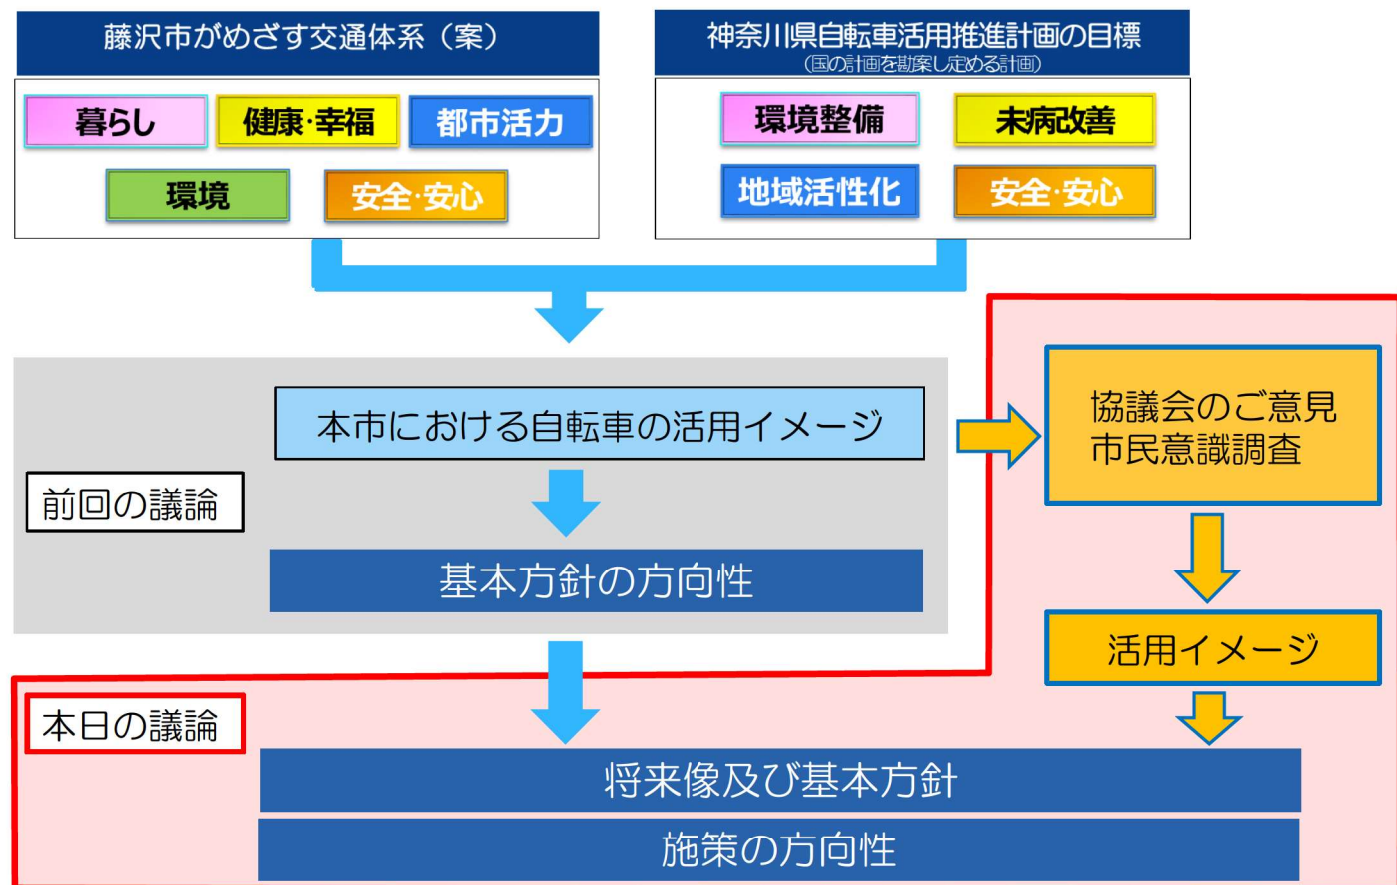 藤沢市がめざす交通体系（案）
暮らし
健康・幸福
都市活力
環境
安全・安心
神奈川県自転車活用推進計画の目標
（国の計画を勘案し定める計画）
環境整備
未病改善
地域活性化
安全・安心
本市における自転車の活用イメージ
前回の議論
基本方針の方向性
協議会のご意見
市民意識調査
活用イメージ
本日の議論
将来像及び基本方針
施策の方向性